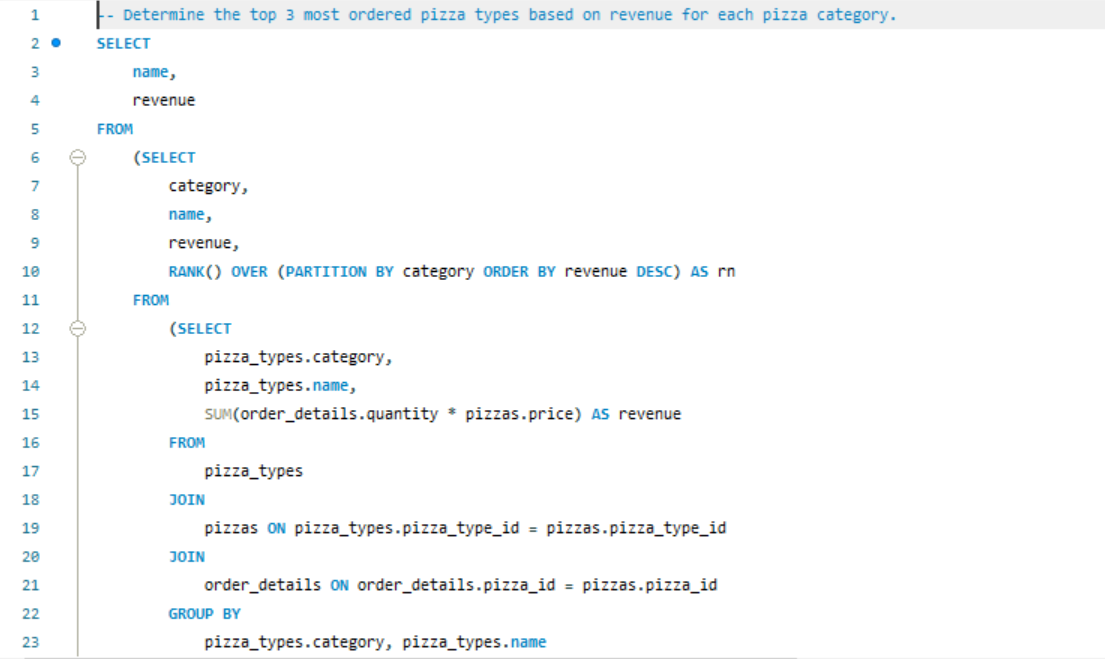 1 -- Determine the top 3 most ordered pizza types based on revenue for each pizza category.
2 SELECT
3 name,
4 revenue
5 FROM
6 (SELECT
7 category,
8 name,
9 revenue,
10 RANK() OVER (PARTITION BY category ORDER BY revenue DESC) AS rn
11 FROM
12 (SELECT
13 pizza_types.category,
14 pizza_types.name,
15 SUM(order_details.quantity * pizzas.price) AS revenue
16 FROM
17 pizza_types
18 JOIN
19 pizzas ON pizza_types.pizza_type_id = pizzas.pizza_type_id
20 JOIN
21 order_details ON order_details.pizza_id = pizzas.pizza_id
22 GROUP BY
23 pizza_types.category, pizza_types.name